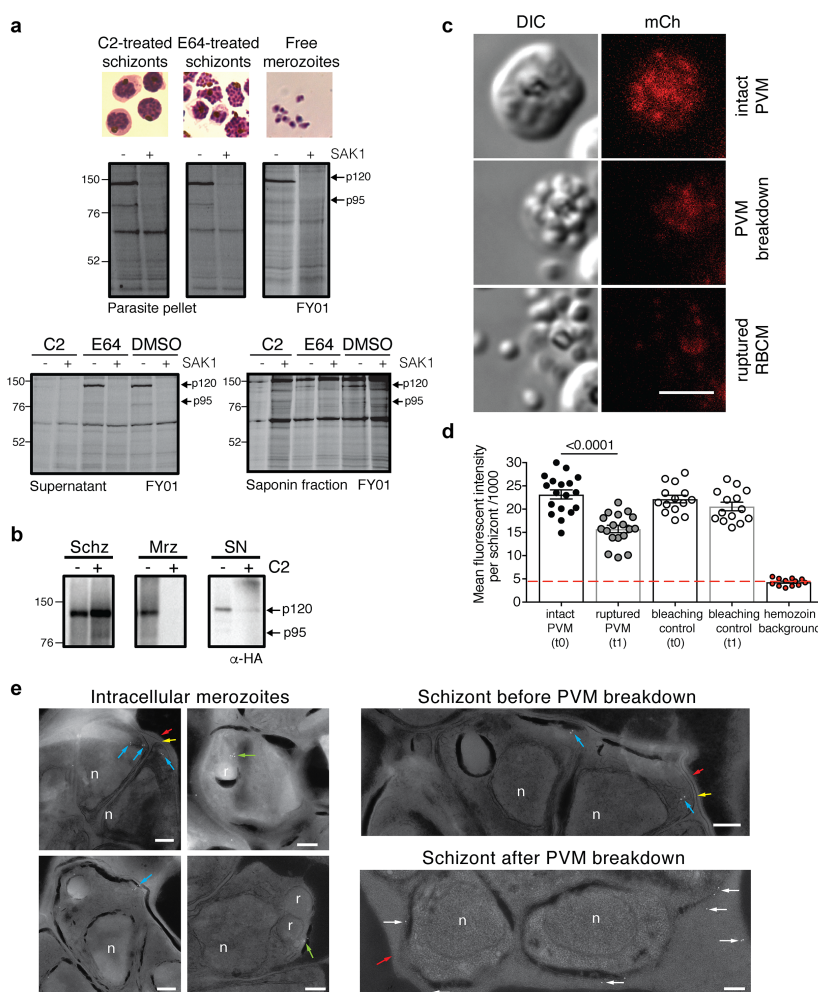 a
C2-treated E64-treated Free
schizonts schizonts merozoites
- + - + - + SAK1
150
p120
p95
76
52
Parasite pellet FY01
C2 E64 DMSO
- + - + - + SAK1
150
p120
p95
76
52
Supernatant FY01
C2 E64 DMSO
- + - + - + SAK1
150
p120
76
p95
52
Saponin fraction FY01
b
Schz Mrz SN
- + - + - + C2
150
p120
p95
76
α-HA
c
DIC mCh
intact
PVM
PVM
breakdown
ruptured
RBCM
d
<0.0001
Mean fluorescent intensity
per schizont /1000
30
25
20
15
10
5
0
intact
PVM
(t0)
ruptured
PVM
(t1)
bleaching
control
(t0)
bleaching
control
(t1)
hemozoin
background
e
Intracellular merozoites
n
n
r
n
n
r
r
Schizont before PVM breakdown
n
n
Schizont after PVM breakdown
n
n